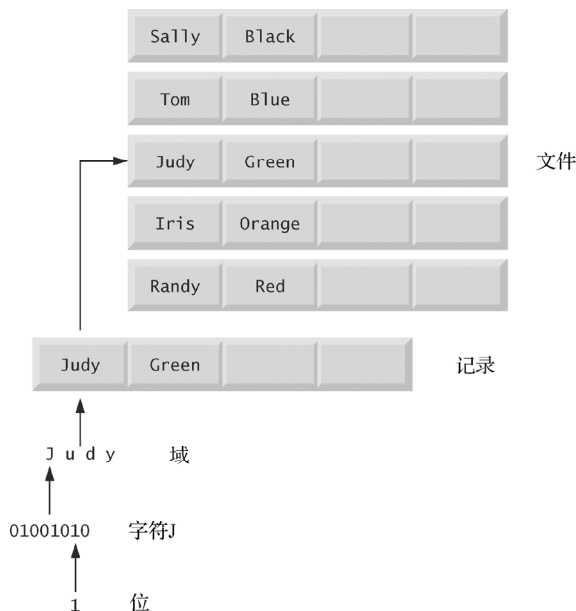 Sally Black
Tom Blue
Judy Green 文件
Iris Orange
Randy Red
Judy Green 记录
J u d y 域
01001010 字符J
1 位